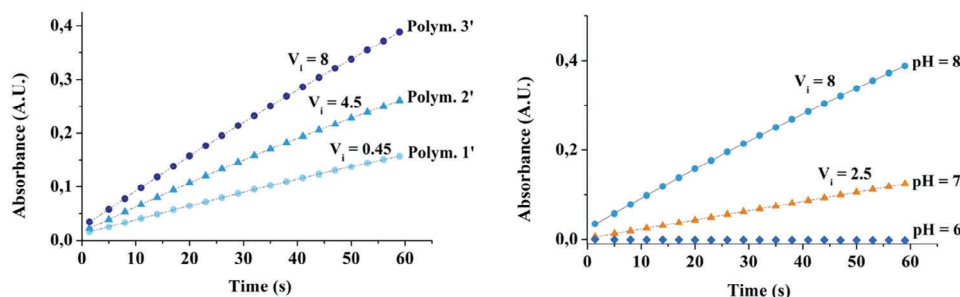 0,4
0,3
0,2
0,1
0,0
Absorbance (A.U.)
V_i = 8
V_i = 4.5
V_i = 0.45
Polym. 3'
Polym. 2'
Polym. 1'
0 10 20 30 40 50 60
Time (s)
0,4
0,2
0,0
Absorbance (A.U.)
V_i = 8
V_i = 2.5
pH = 8
pH = 7
pH = 6
0 10 20 30 40 50 60
Time (s)